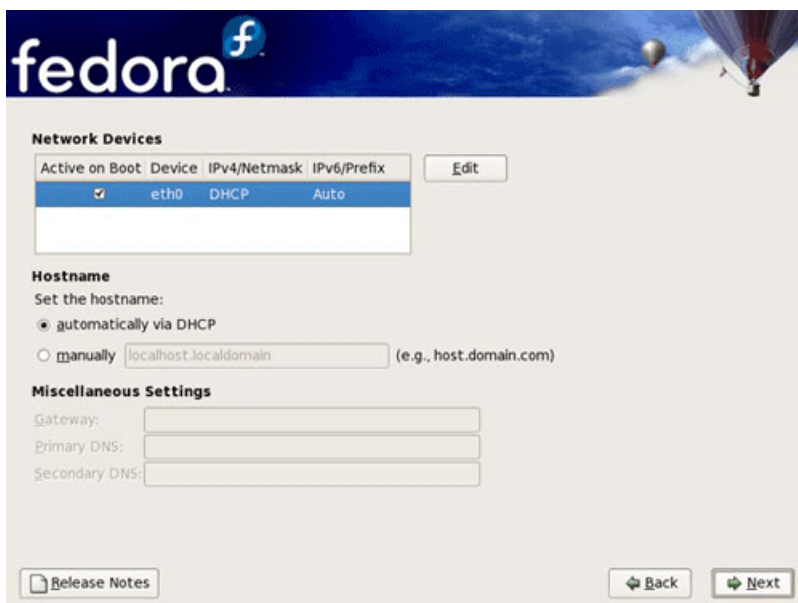 fedora
Network Devices
Active on Boot Device IPv4/Netmask IPv6/Prefix
Edit
eth0 DHCP Auto
Hostname
Set the hostname:
automatically via DHCP
manually localhost.localdomain (e.g., host.domain.com)
Miscellaneous Settings
Gateway:
Primary DNS:
Secondary DNS:
Release Notes
Back
Next